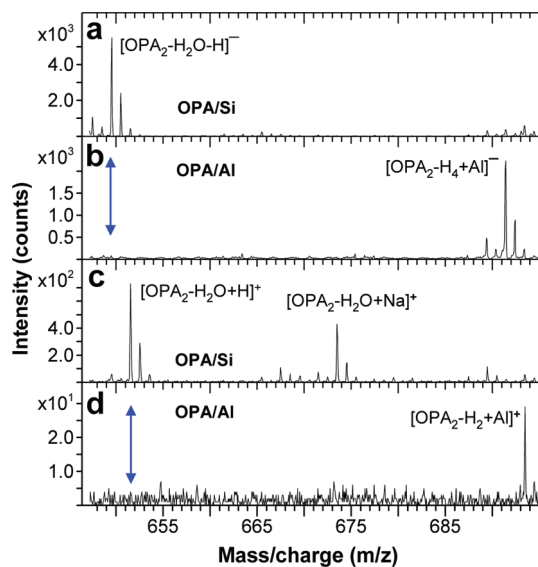 a
x10³
[OPA₂-H₂O-H]⁻
4.0
2.0
OPA/Si
b
x10³
OPA/Al
[OPA₂-H₄+Al]⁻
1.5
1.0
0.5
c
x10²
[OPA₂-H₂O+H]⁺
[OPA₂-H₂O+Na]⁺
4.0
2.0
OPA/Si
d
x10¹
OPA/Al
[OPA₂-H₂+Al]⁺
2.0
1.0
655 665 675 685
Mass/charge (m/z)
Intensity (counts)